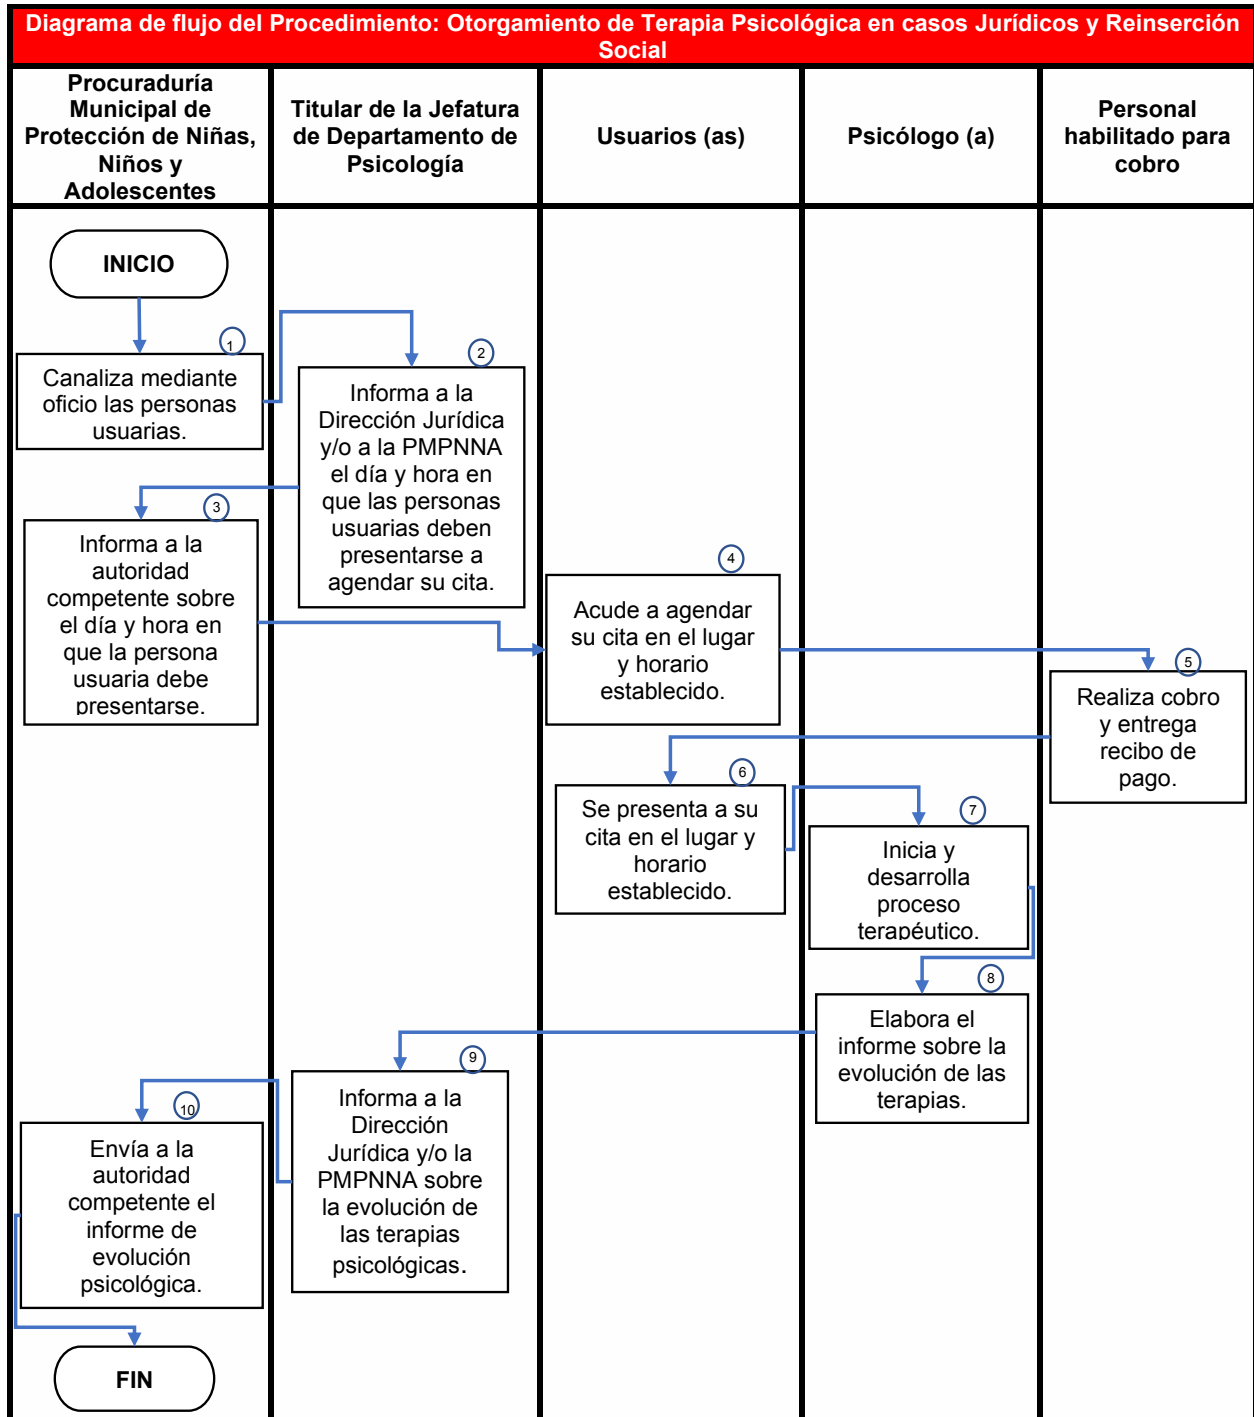 Diagrama de flujo del Procedimiento: Otorgamiento de Terapia Psicológica en casos Jurídicos y Reinserción
Social
Procuraduría
Municipal de
Protección de Niñas,
Niños y
Adolescentes
Titular de la Jefatura
de Departamento de
Psicología
Usuarios (as)
Psicólogo (a)
Personal
habilitado para
cobro
INICIO
1
Canaliza mediante
oficio las personas
usuarias.
2
Informa a la
Dirección Jurídica
y/o a la PMPNNA
el día y hora en
que las personas
usuarias deben
presentarse a
agendar su cita.
3
Informa a la
autoridad
competente sobre
el día y hora en
que la persona
usuaria debe
presentarse.
4
Acude a agendar
su cita en el lugar
y horario
establecido.
5
Realiza cobro
y entrega
recibo de
pago.
6
Se presenta a su
cita en el lugar y
horario
establecido.
7
Inicia y
desarrolla
proceso
terapéutico.
8
Elabora el
informe sobre la
evolución de las
terapias.
9
Informa a la
Dirección
Jurídica y/o la
PMPNNA sobre
la evolución de
las terapias
psicológicas.
10
Envía a la
autoridad
competente el
informe de
evolución
psicológica.
FIN